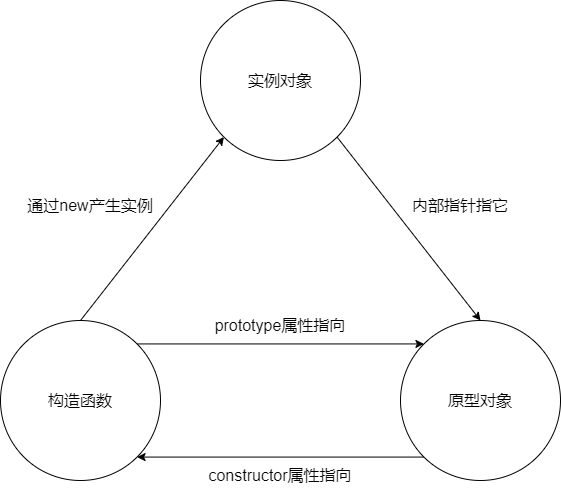 实例对象
通过new产生实例
内部指针指它
prototype属性指向
构造函数
原型对象
constructor属性指向